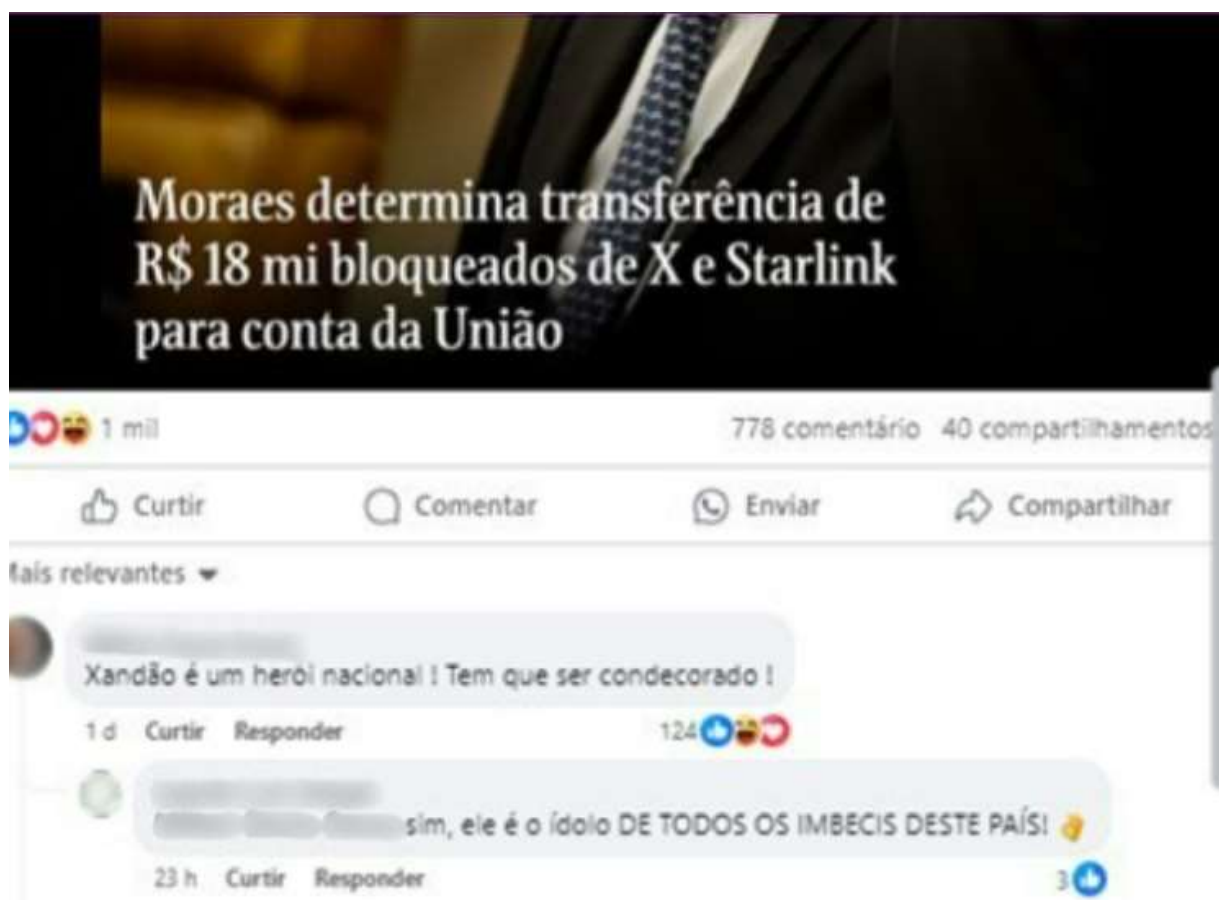 Moraes determina transferência de
R$ 18 mi bloqueados de X e Starlink
para conta da União
1 mil
778 comentário 40 compartilhamentos
Curtir Comentar Enviar Compartilhar
Mais relevantes
Xandão é um herói nacional ! Tem que ser condecorado !
1 d Curtir Responder 124
sim, ele é o ídolo DE TODOS OS IMBECIS DESTE PAÍS!
23 h Curtir Responder 3